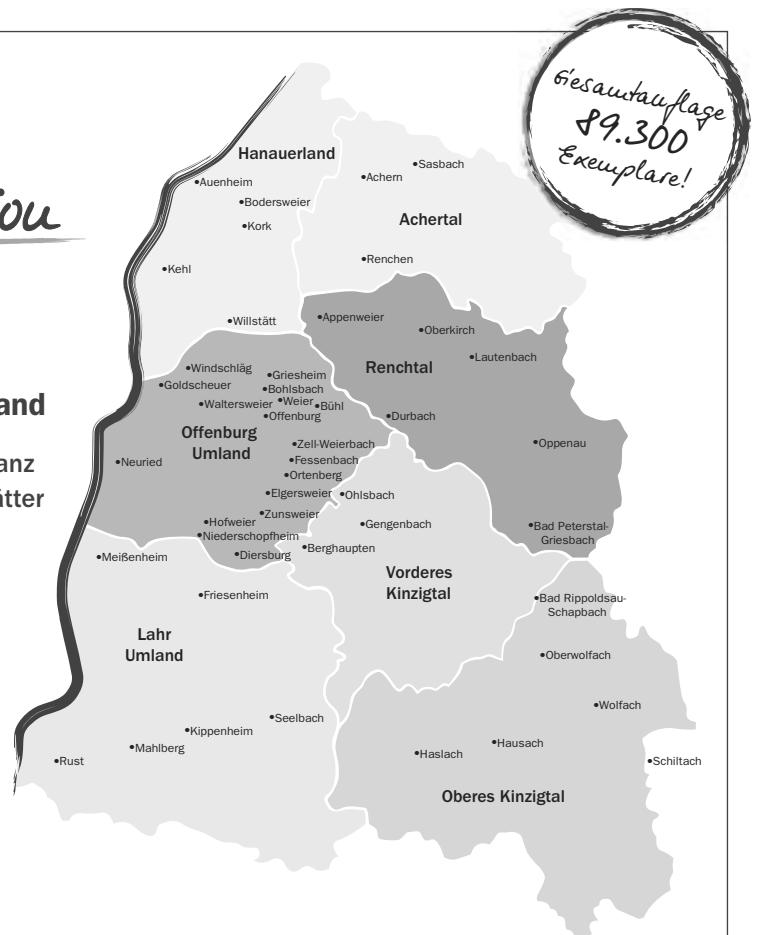 Gesamtauflage
89.300
Exemplare!
Hanauerland
Sasbach
Achern
Auenheim
Bodersweier
Achertal
Kork
Renchen
Kehl
Appenweier
Willstätt
Oberkirch
Lautenbach
Renchtal
Windschläg
Griesheim
Goldscheuer
Bohlsbach
Waltersweier
Weier
Bühl
Offenburg
Durbach
Offenburg
Umland
Zell-Weierbach
Oppenau
Neuried
Fessenbach
Ortenberg
Elgersweier
Ohlsbach
Zunsweier
Hofweier
Gengenbach
Bad Peterstal-
Griesbach
Niederschopfheim
Berghaupten
Diersburg
Meißenheim
Vorderes
Kinzigtal
Friesenheim
Bad Rippoldsau-
Schapbach
Lahr
Umland
Oberwolfach
Wolfach
Seelbach
Kippenheim
Hausach
Mahlberg
Haslach
Rust
Schiltach
Oberes Kinzigtal